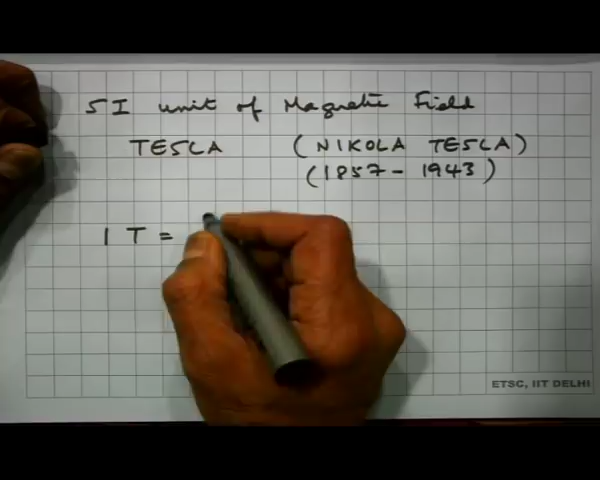 SI unit of Magnetic Field
TESLA (NIKOLA TESLA)
(1857 - 1943)
1 T =
ETSC, IIT DELHI